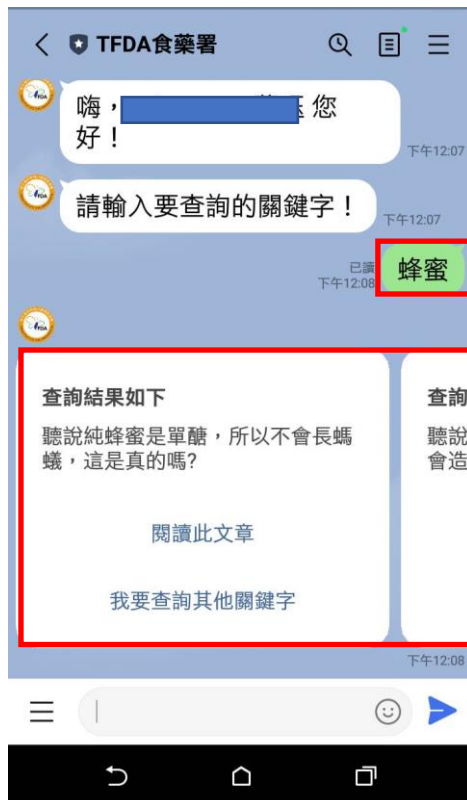 TFDA食藥署
嗨，您
好！
下午12:07
請輸入要查詢的關鍵字！
下午12:07
已讀
下午12:08
蜂蜜
查詢結果如下
聽說純蜂蜜是單醣，所以不會長螞
蟻，這是真的嗎?
閱讀此文章
我要查詢其他關鍵字
查詢
聽說
會造
下午12:08